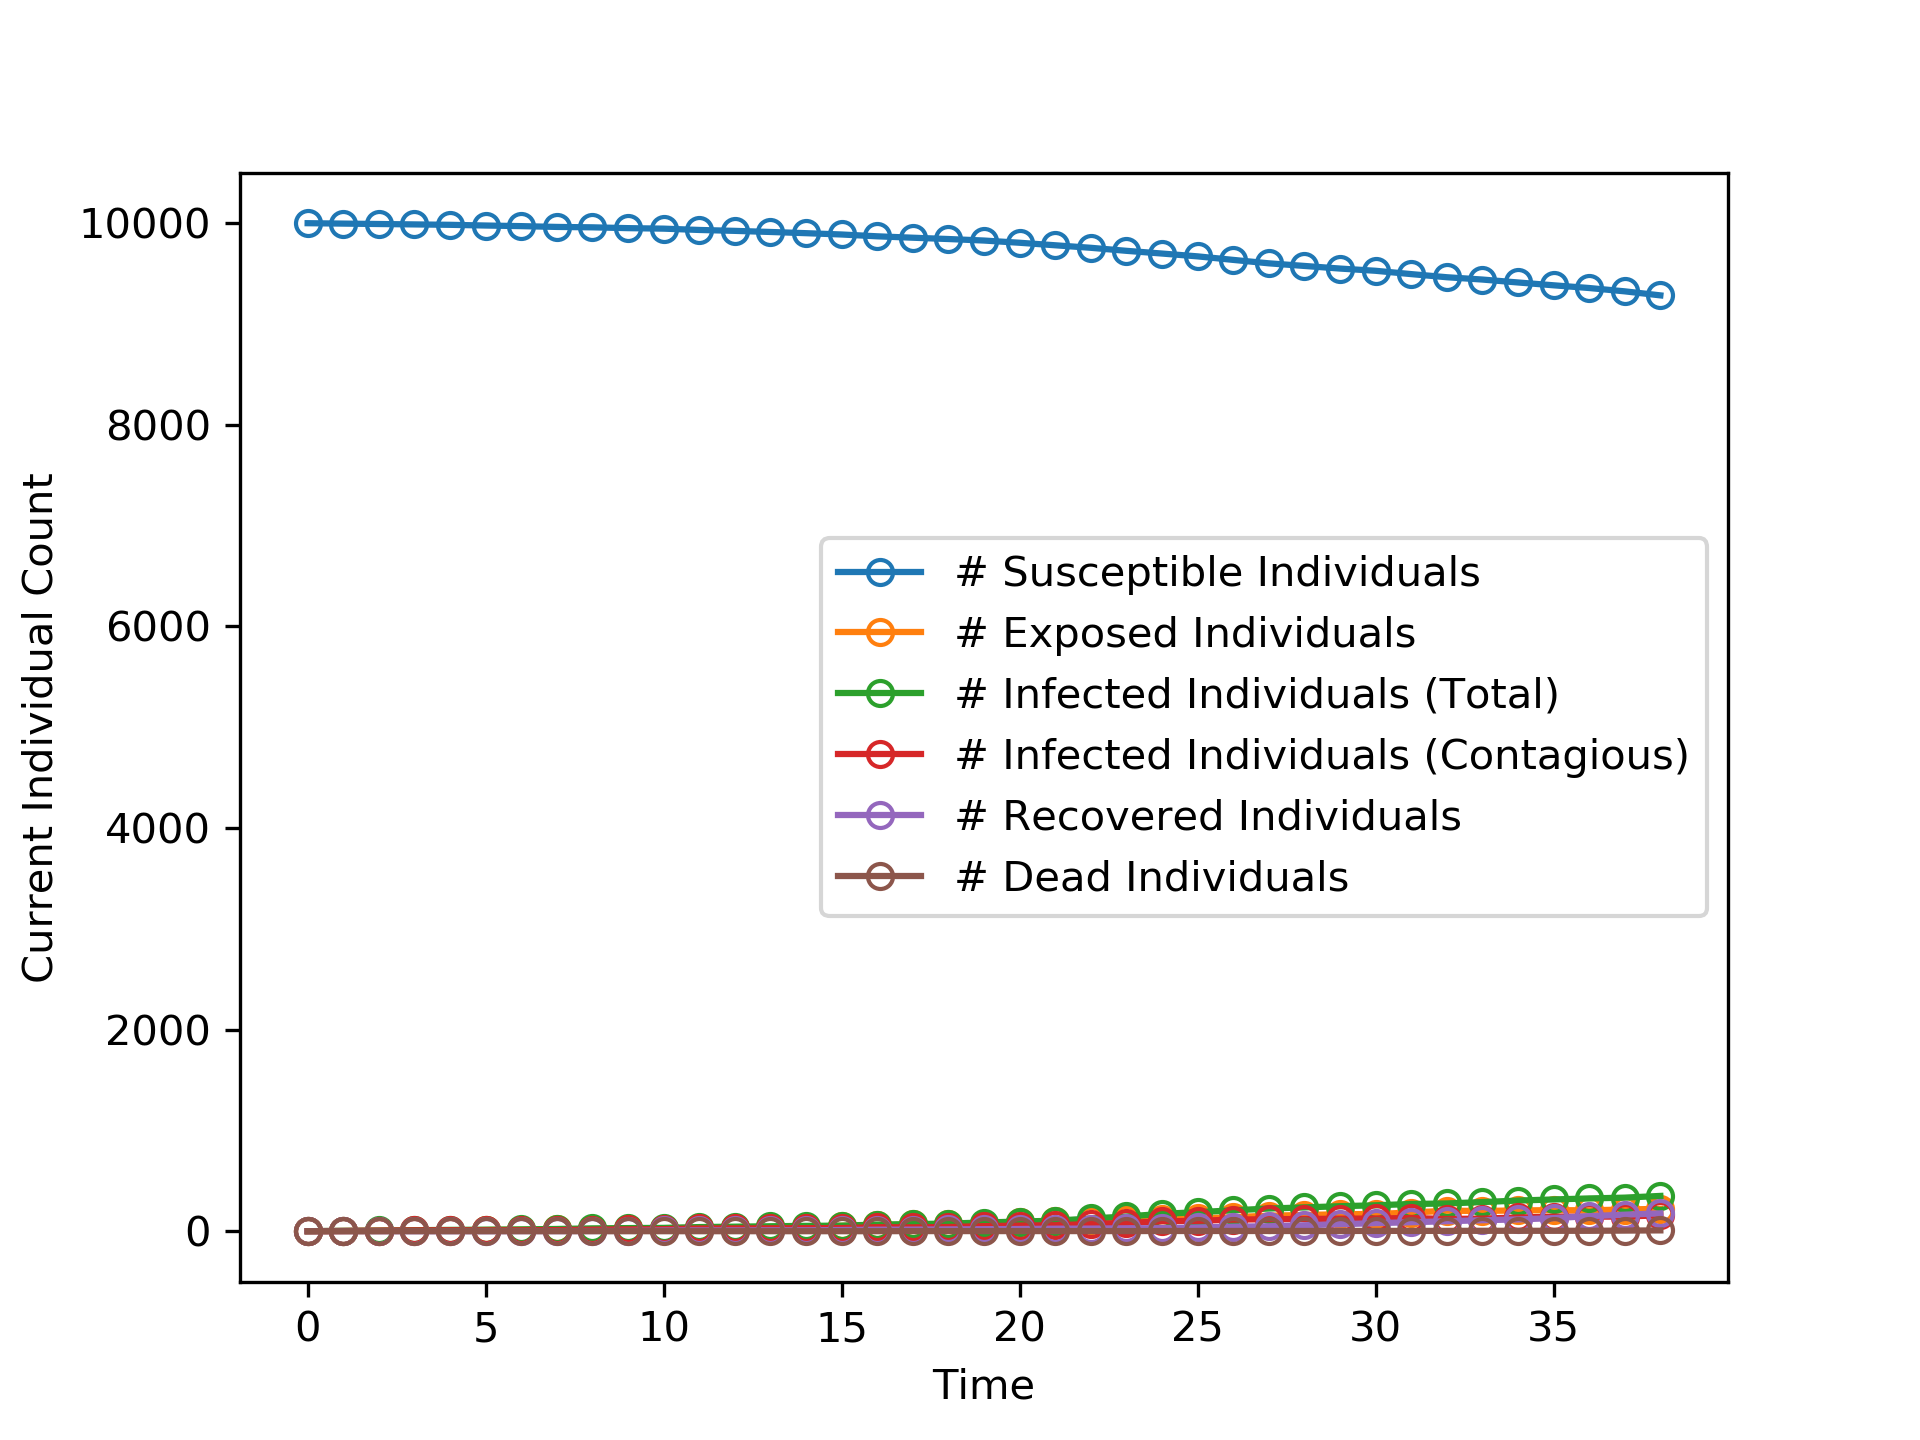 10000
8000
6000
4000
2000
0
Current Individual Count
# Susceptible Individuals
# Exposed Individuals
# Infected Individuals (Total)
# Infected Individuals (Contagious)
# Recovered Individuals
# Dead Individuals
0 5 10 15 20 25 30 35
Time